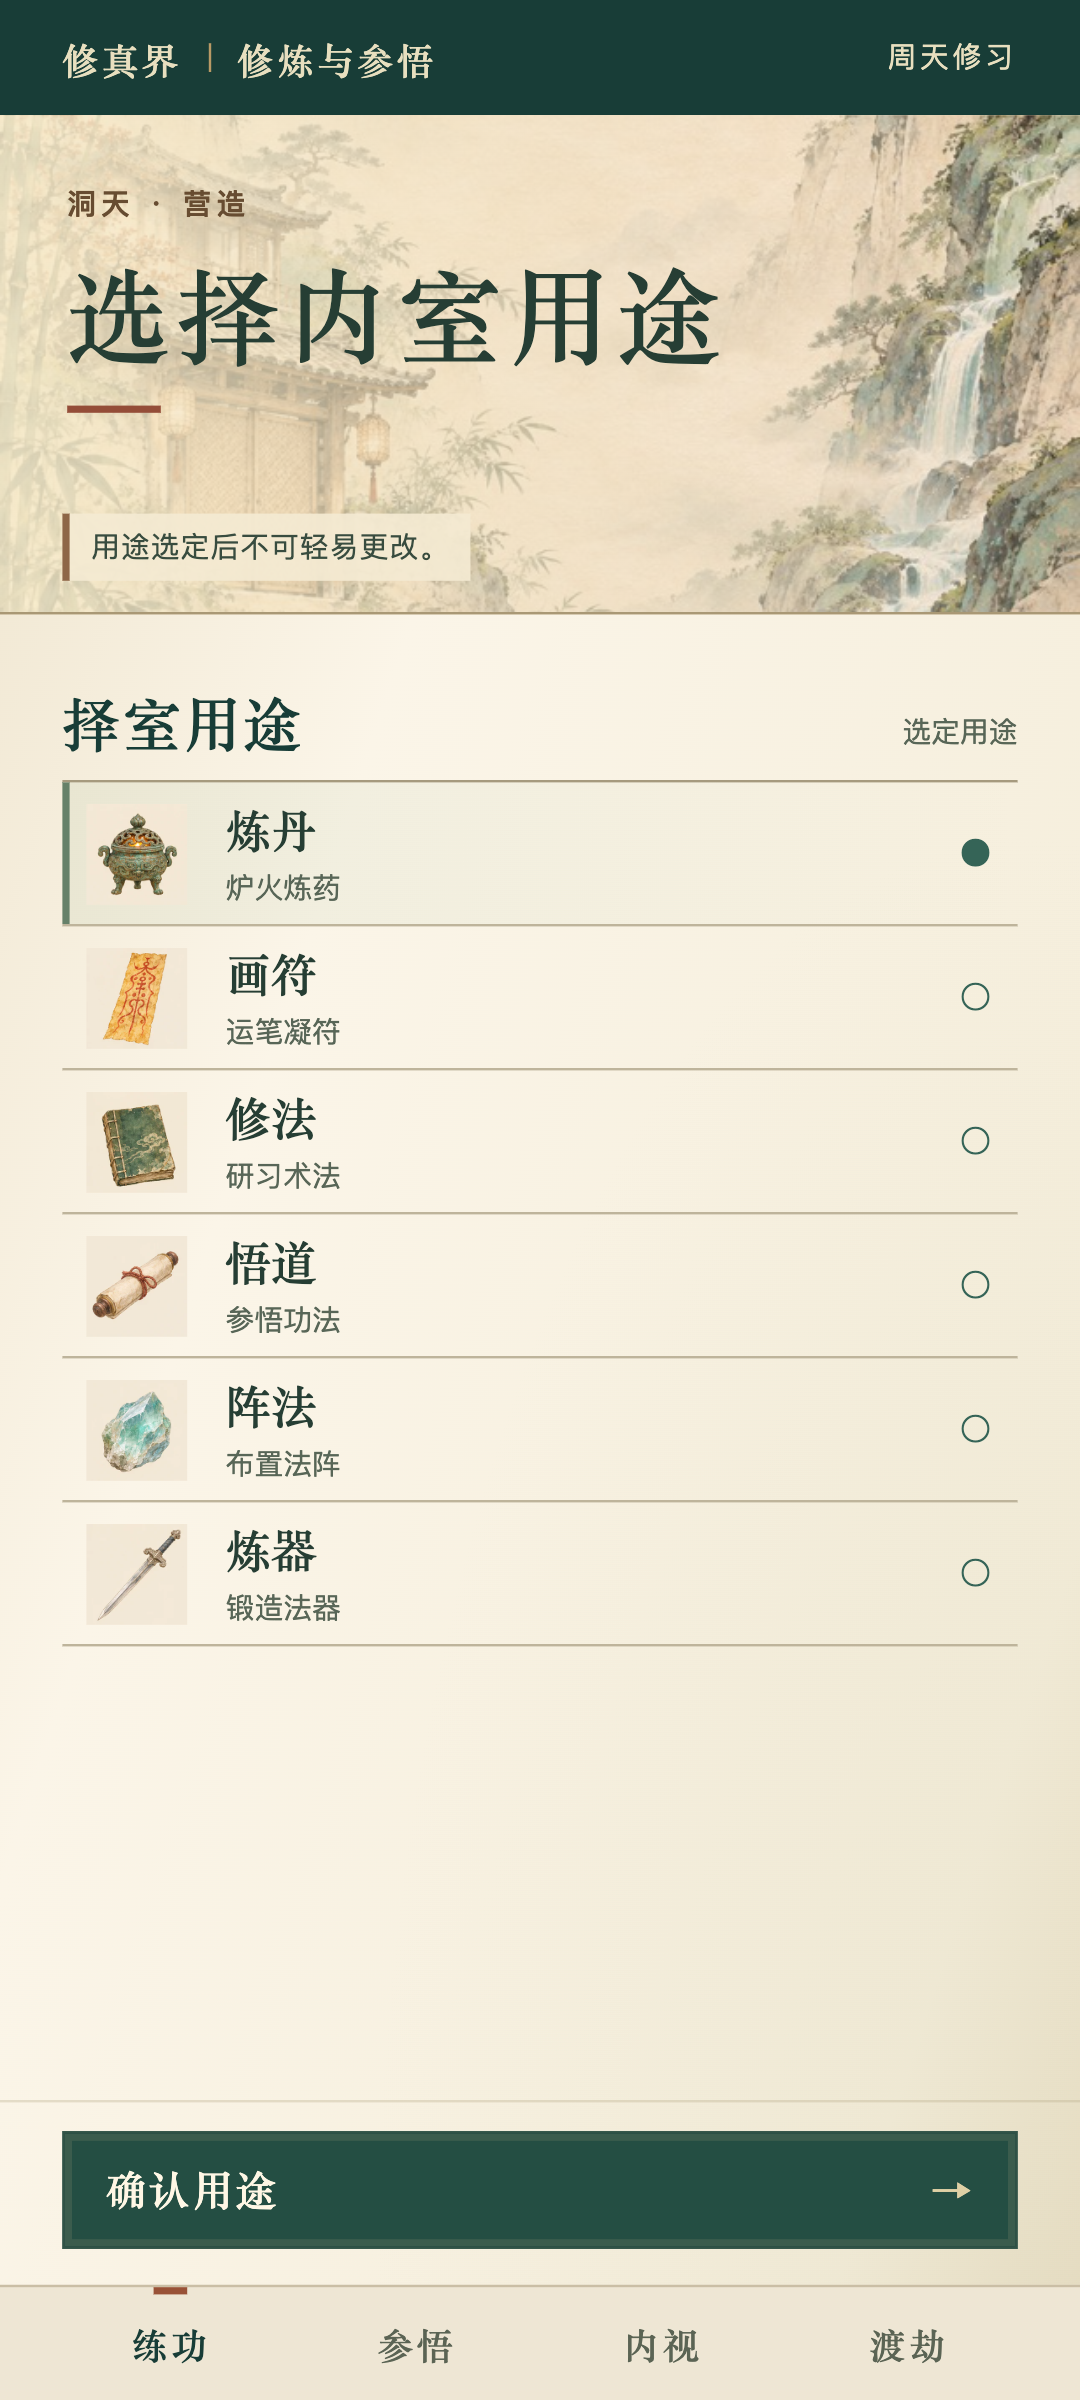 修真界 | 修炼与参悟
周天修习
洞天 · 营造
选择内室用途
用途选定后不可轻易更改。
择室用途
选定用途
炼丹
炉火炼药
画符
运笔凝符
修法
研习术法
悟道
参悟功法
阵法
布置法阵
炼器
锻造法器
确认用途 →
练功
参悟
内视
渡劫